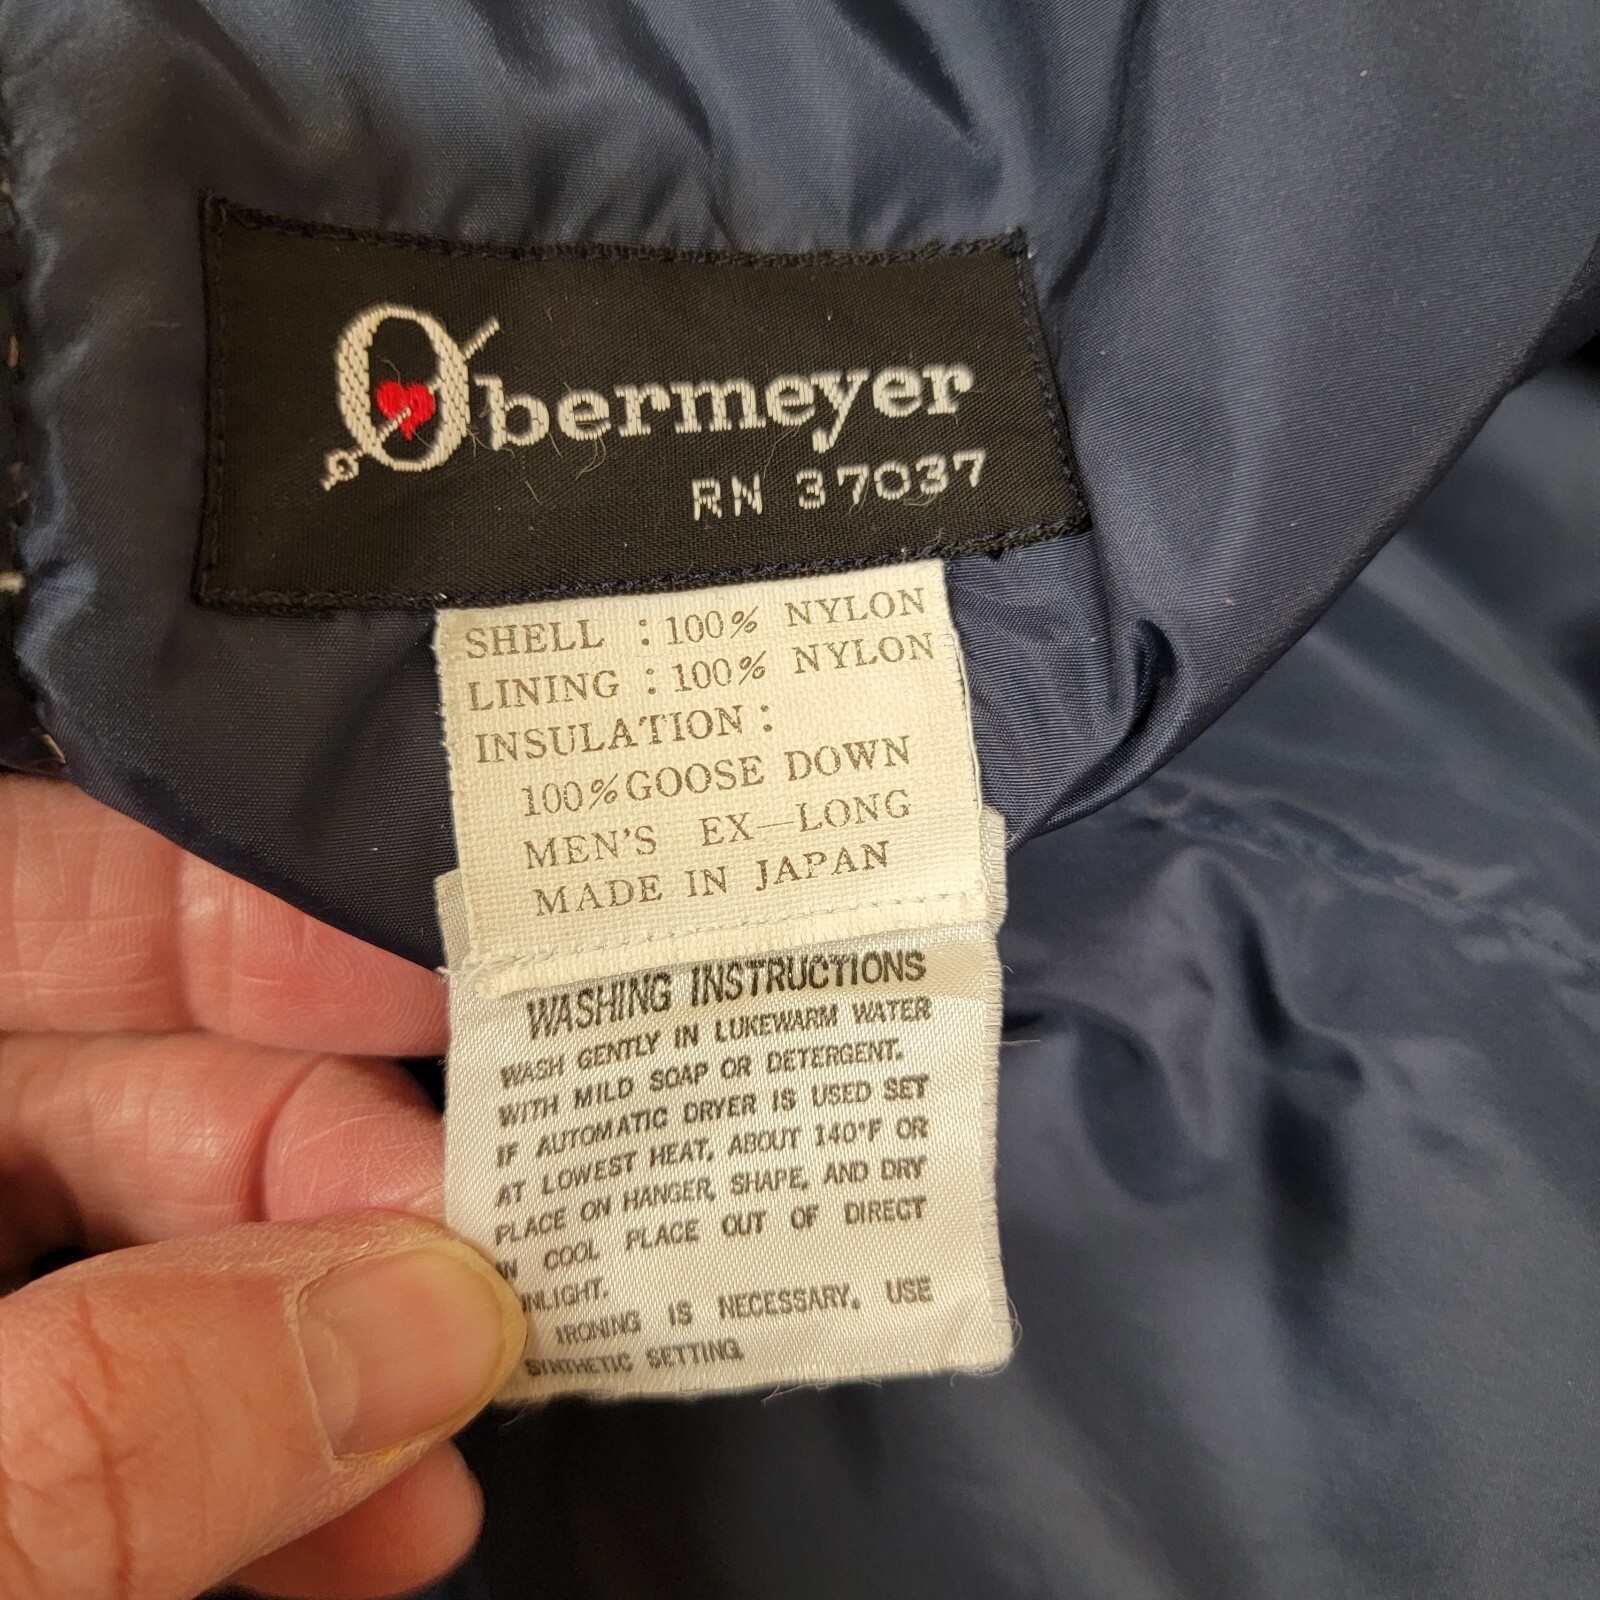 Obermeyer
RN 37037
SHELL : 100% NYLON
LINING : 100% NYLON
INSULATION :
100% GOOSE DOWN
MEN'S EX—LONG
MADE IN JAPAN
WASHING INSTRUCTIONS
WASH GENTLY IN LUKEWARM WATER
WITH MILD SOAP OR DETERGENT.
IF AUTOMATIC DRYER IS USED SET
AT LOWEST HEAT, ABOUT 140°F OR
PLACE ON HANGER, SHAPE, AND DRY
IN COOL PLACE OUT OF DIRECT
NLIGHT.
IRONING IS NECESSARY, USE
SYNTHETIC SETTING.